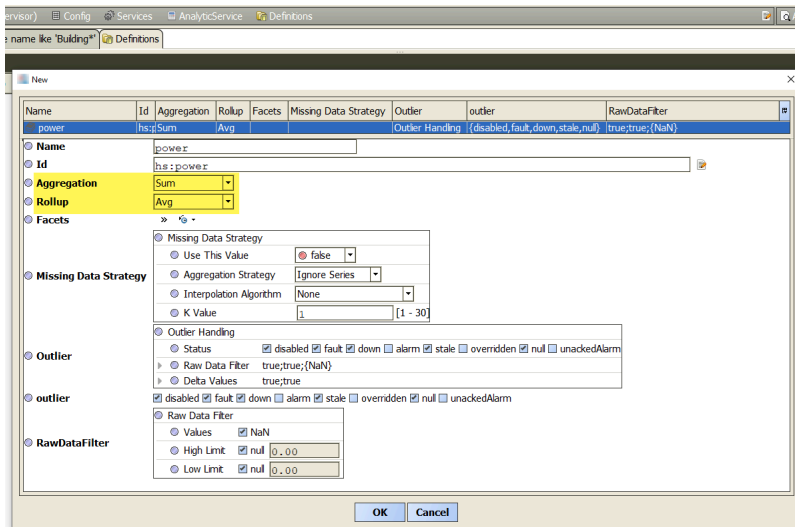 ervisor) Config Services AnalyticService Definitions
e name like 'Building*' Definitions
New
Name Id Aggregation Rollup Facets Missing Data Strategy Outlier outlier RawDataFilter
power hs:p Sum Avg Outlier Handling {disabled,fault,down,stale,null} true;true;{NaN}
Name power
Id hs:power
Aggregation Sum
Rollup Avg
Facets »
Missing Data Strategy
Missing Data Strategy
Use This Value false
Aggregation Strategy Ignore Series
Interpolation Algorithm None
K Value 1 [1 - 30]
Outlier
Outlier Handling
Status disabled fault down alarm stale overridden null unackedAlarm
Raw Data Filter true;true;{NaN}
Delta Values true;true
outlier disabled fault down alarm stale overridden null unackedAlarm
RawDataFilter
Raw Data Filter
Values NaN
High Limit null 0.00
Low Limit null 0.00
OK Cancel